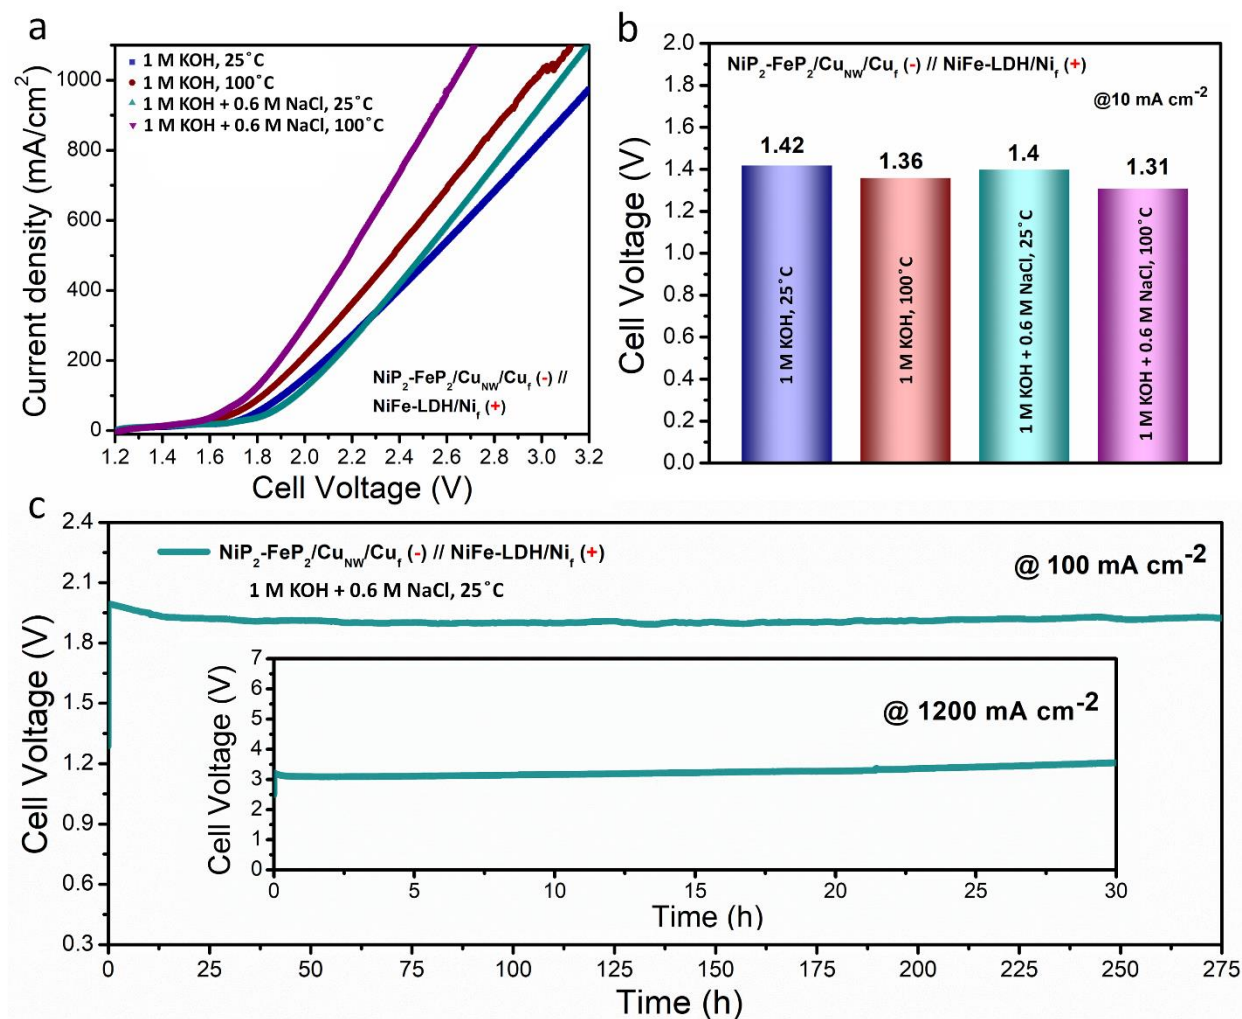 a
1 M KOH, 25°C
1 M KOH, 100°C
1 M KOH + 0.6 M NaCl, 25°C
1 M KOH + 0.6 M NaCl, 100°C
NiP₂-FeP₂/Cu_NW/Cu_f (-) //
NiFe-LDH/Ni_f (+)
Current density (mA/cm²)
1000
800
600
400
200
0
1.2 1.4 1.6 1.8 2.0 2.2 2.4 2.6 2.8 3.0 3.2
Cell Voltage (V)
b
NiP₂-FeP₂/Cu_NW/Cu_f (-) // NiFe-LDH/Ni_f (+)
@10 mA cm⁻²
Cell Voltage (V)
2.0
1.8
1.6
1.4
1.2
1.0
0.8
0.6
0.4
0.2
0.0
1.42
1.36
1.4
1.31
1 M KOH, 25°C
1 M KOH, 100°C
1 M KOH + 0.6 M NaCl, 25°C
1 M KOH + 0.6 M NaCl, 100°C
c
NiP₂-FeP₂/Cu_NW/Cu_f (-) // NiFe-LDH/Ni_f (+)
1 M KOH + 0.6 M NaCl, 25°C
@ 100 mA cm⁻²
Cell Voltage (V)
2.4
2.1
1.8
1.5
1.2
0.9
0.6
0.3
@ 1200 mA cm⁻²
Cell Voltage (V)
7
6
5
4
3
2
1
0
0 5 10 15 20 25 30
Time (h)
0 25 50 75 100 125 150 175 200 225 250 275
Time (h)